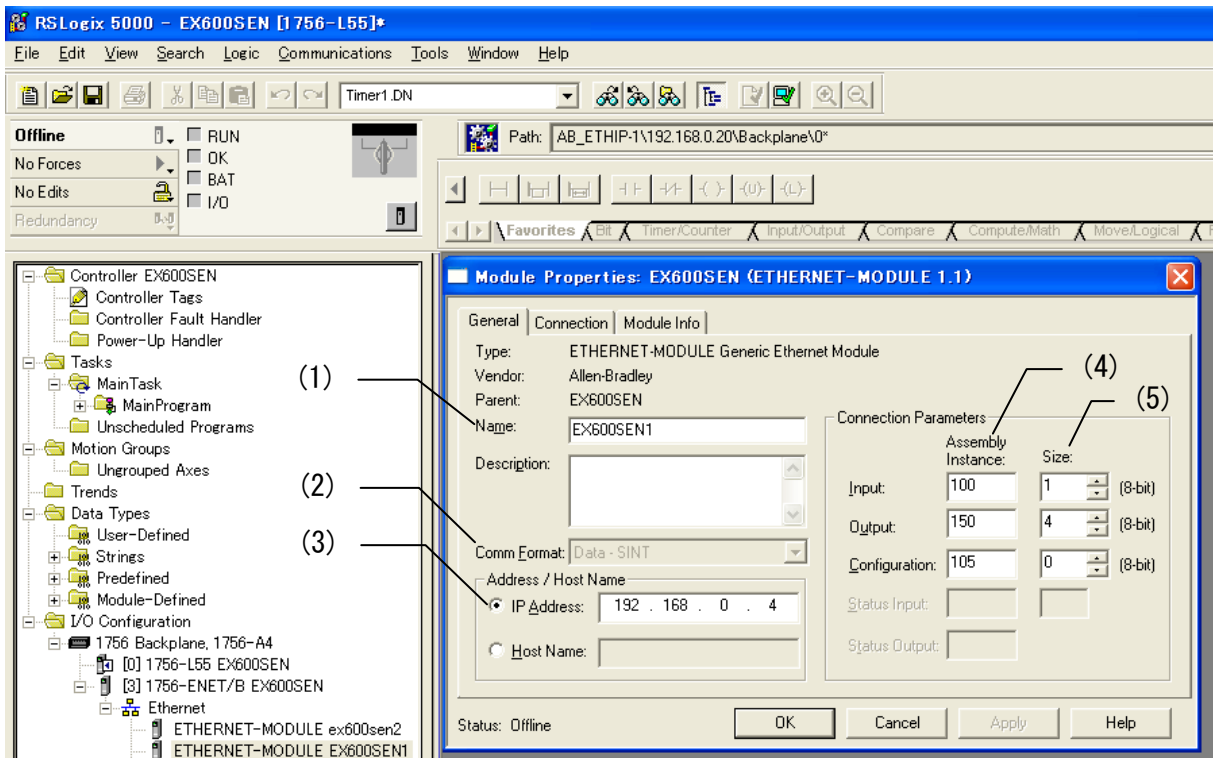 RSLogix 5000 - EX600SEN [1756-L55]*
File Edit View Search Logic Communications Tools Window Help
Timer1.DN
Offline
RUN
No Forces
OK
No Edits
BAT
I/O
Redundancy
Path: AB_ETHIP-1\192.168.0.20\Backplane\0*
Favorites Bit Timer/Counter Input/Output Compare Compute/Math Move/Logical
Controller EX600SEN
Controller Tags
Controller Fault Handler
Power-Up Handler
Tasks
MainTask
MainProgram
Unscheduled Programs
Motion Groups
Ungrouped Axes
Trends
Data Types
User-Defined
Strings
Predefined
Module-Defined
I/O Configuration
1756 Backplane, 1756-A4
[0] 1756-L55 EX600SEN
[3] 1756-ENET/B EX600SEN
Ethernet
ETHERNET-MODULE ex600sen2
ETHERNET-MODULE EX600SEN1
(1)
(2)
(3)
Module Properties: EX600SEN (ETHERNET-MODULE 1.1)
General Connection Module Info
Type: ETHERNET-MODULE Generic Ethernet Module
Vendor: Allen-Bradley
Parent: EX600SEN
Name: EX600SEN1
Description:
Comm Format: Data - SINT
Address / Host Name
IP Address: 192 . 168 . 0 . 4
Host Name:
(4)
(5)
Connection Parameters
Assembly
Instance: Size:
Input: 100 1 (8-bit)
Output: 150 4 (8-bit)
Configuration: 105 0 (8-bit)
Status Input:
Status Output:
Status: Offline
OK Cancel Apply Help